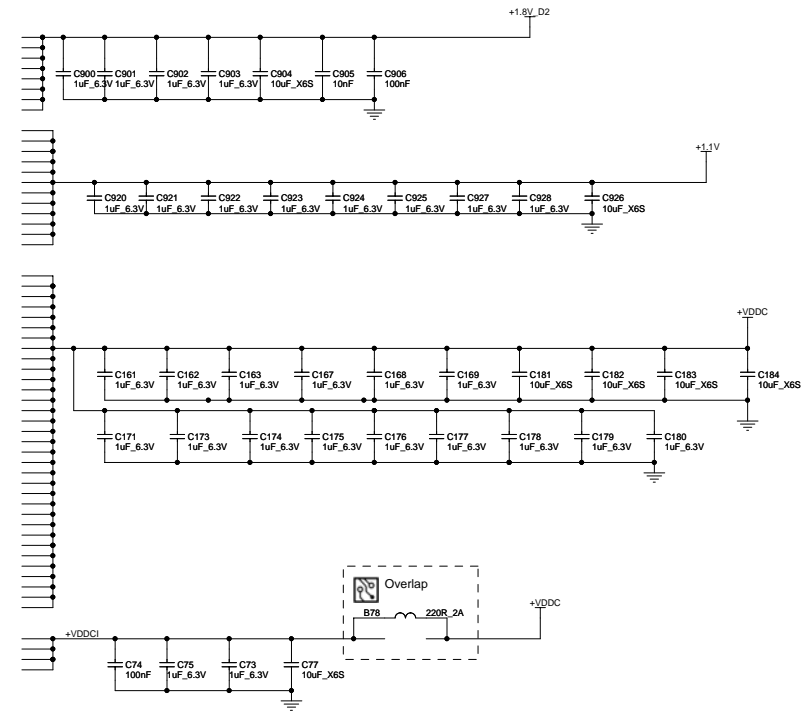 +1.8V_D2
C900 C901 C902 C903 C904 C905 C906
1uF_6.3V 1uF_6.3V 1uF_6.3V 1uF_6.3V 10uF_X6S 10nF 100nF
+1.1V
C920 C921 C922 C923 C924 C925 C927 C928 C926
1uF_6.3V 1uF_6.3V 1uF_6.3V 1uF_6.3V 1uF_6.3V 1uF_6.3V 1uF_6.3V 1uF_6.3V 10uF_X6S
+VDDC
C161 C162 C163 C167 C168 C169 C181 C182 C183 C184
1uF_6.3V 1uF_6.3V 1uF_6.3V 1uF_6.3V 1uF_6.3V 1uF_6.3V 10uF_X6S 10uF_X6S 10uF_X6S 10uF_X6S
C171 C173 C174 C175 C176 C177 C178 C179 C180
1uF_6.3V 1uF_6.3V 1uF_6.3V 1uF_6.3V 1uF_6.3V 1uF_6.3V 1uF_6.3V 1uF_6.3V 1uF_6.3V
Overlap
+VDDC
B78 220R_2A
+VDDCI
C74 C75 C73 C77
100nF 1uF_6.3V 1uF_6.3V 10uF_X6S